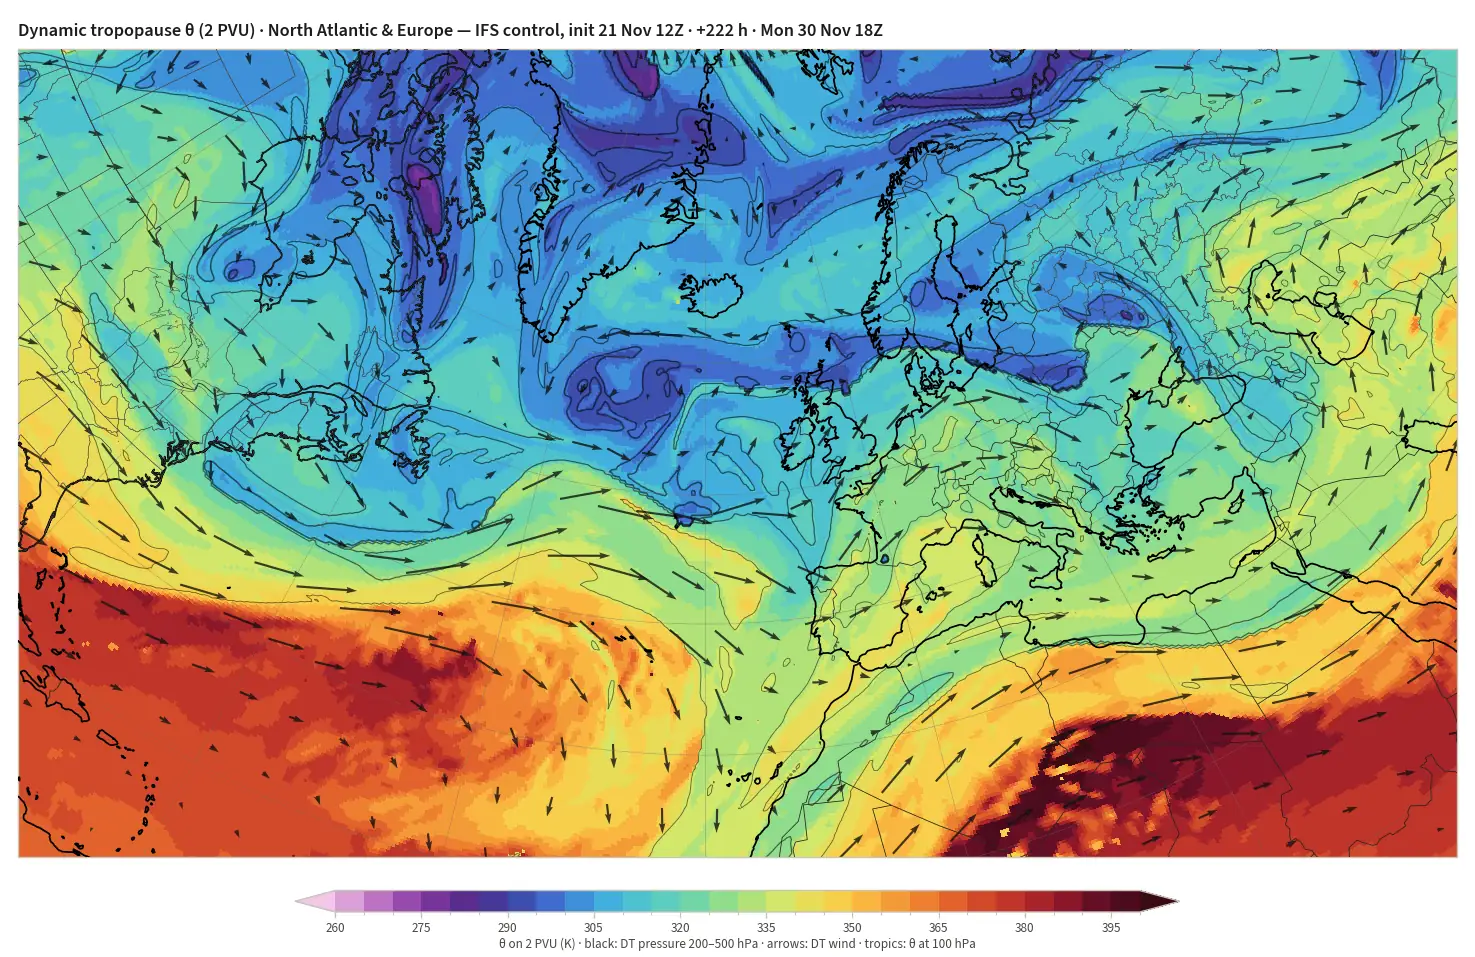 Dynamic tropopause θ (2 PVU) · North Atlantic & Europe — IFS control, init 21 Nov 12Z · +222 h · Mon 30 Nov 18Z
260 275 290 305 320 335 350 365 380 395
θ on 2 PVU (K) · black: DT pressure 200–500 hPa · arrows: DT wind · tropics: θ at 100 hPa